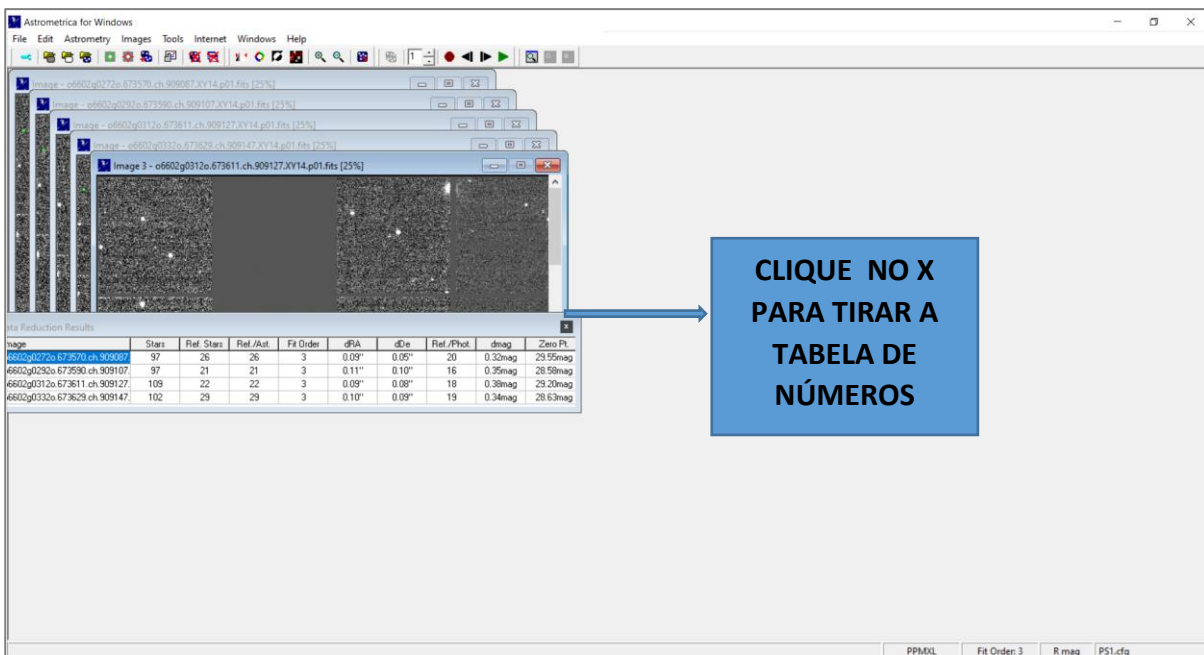 Astrometrica for Windows
File Edit Astrometry Images Tools Internet Windows Help
1
Image - o6602g0272o.673570.ch.909087.XY14.p01.fits [25%]
Image - o6602g0292o.673590.ch.909107.XY14.p01.fits [25%]
Image - o6602g0312o.673611.ch.909127.XY14.p01.fits [25%]
Image - o6602g0332o.673629.ch.909147.XY14.p01.fits [25%]
Image 3 - o6602g0312o.673611.ch.909127.XY14.p01.fits [25%]
CLIQUE NO X
PARA TIRAR A
TABELA DE
NÚMEROS
ata Reduction Results
mage Stars Ref. Stars Ref./Ast. Fit Order dRA dDe Ref./Phot. dmag Zero Pt.
6602g0272o.673570.ch.909087. 97 26 26 3 0.09" 0.05" 20 0.32mag 29.55mag
6602g0292o.673590.ch.909107. 97 21 21 3 0.11" 0.10" 16 0.35mag 28.58mag
6602g0312o.673611.ch.909127. 109 22 22 3 0.09" 0.08" 18 0.38mag 29.20mag
6602g0332o.673629.ch.909147. 102 29 29 3 0.10" 0.09" 19 0.34mag 28.63mag
PPMXL Fit Order: 3 R mag PS1.cfg